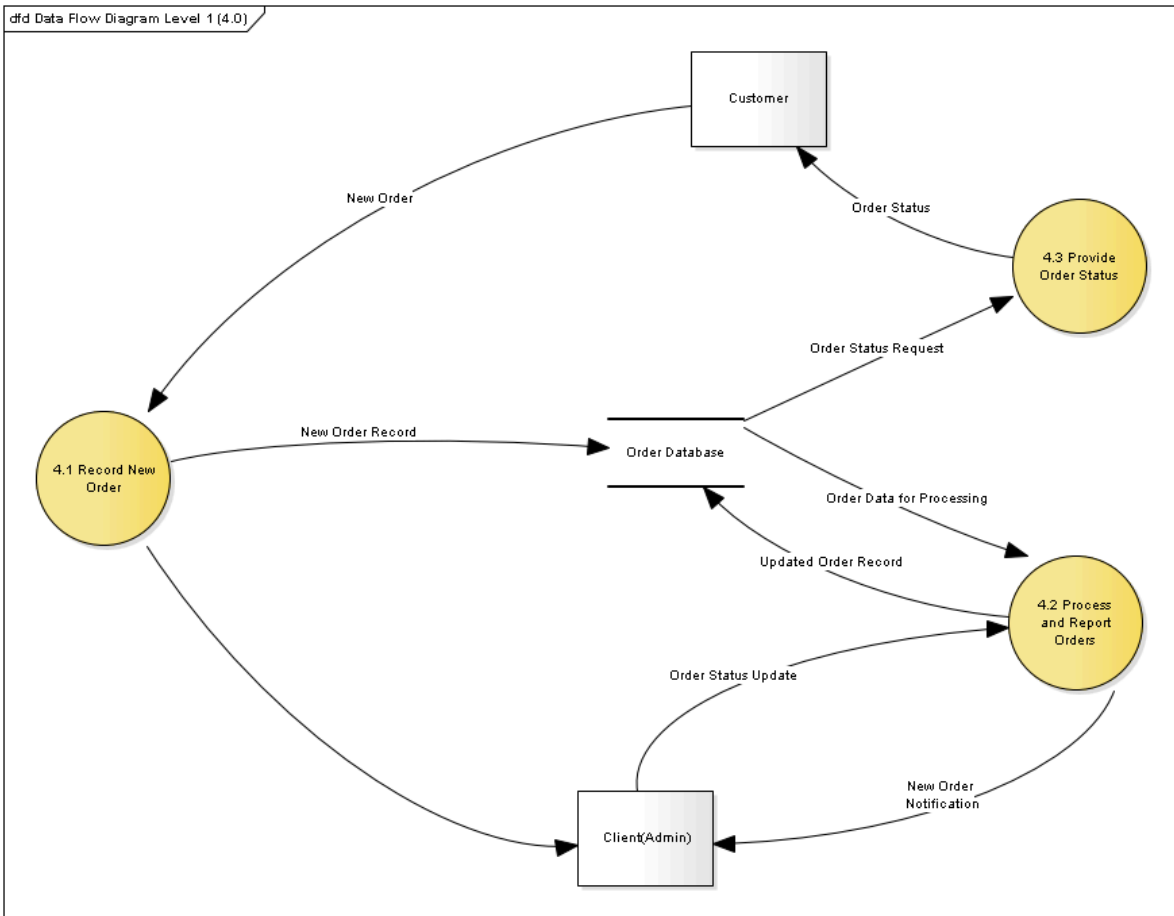 dfd Data Flow Diagram Level 1 (4.0)
Customer
New Order
Order Status
4.3 Provide
Order Status
Order Status Request
New Order Record
Order Database
4.1 Record New
Order
Order Data for Processing
Updated Order Record
4.2 Process
and Report
Orders
Order Status Update
New Order
Notification
Client(Admin)